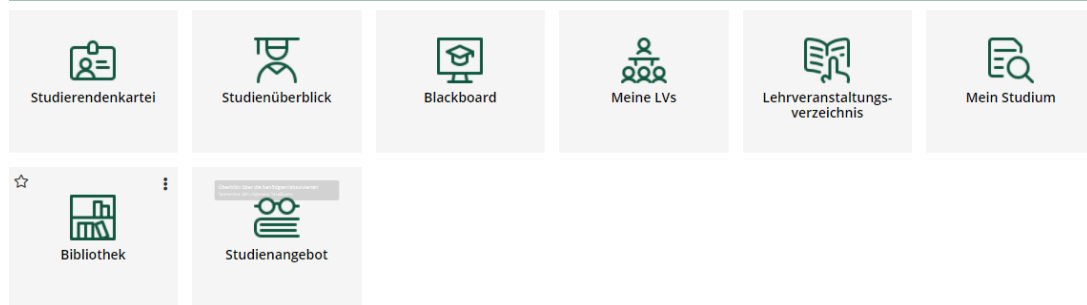 Studierendenkartei
Studienüberblick
Blackboard
Meine LVs
Lehrveranstaltungs-
verzeichnis
Mein Studium
Bibliothek
Studienangebot